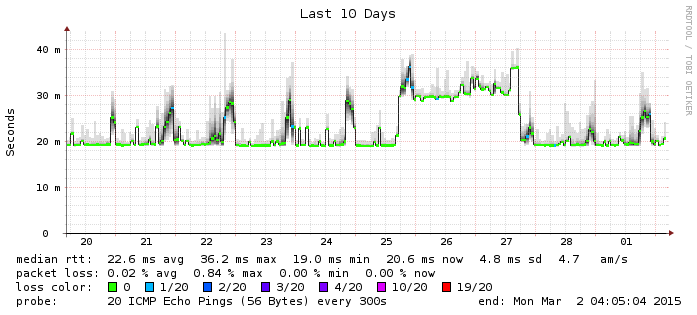 Last 10 Days
RRDTOOL / TOBI OETIKER
Seconds
40 m
30 m
20 m
10 m
0
20 21 22 23 24 25 26 27 28 01
median rtt: 22.6 ms avg 36.2 ms max 19.0 ms min 20.6 ms now 4.8 ms sd 4.7 am/s
packet loss: 0.02 % avg 0.84 % max 0.00 % min 0.00 % now
loss color: 0 1/20 2/20 3/20 4/20 10/20 19/20
probe: 20 ICMP Echo Pings (56 Bytes) every 300s end: Mon Mar 2 04:05:04 2015